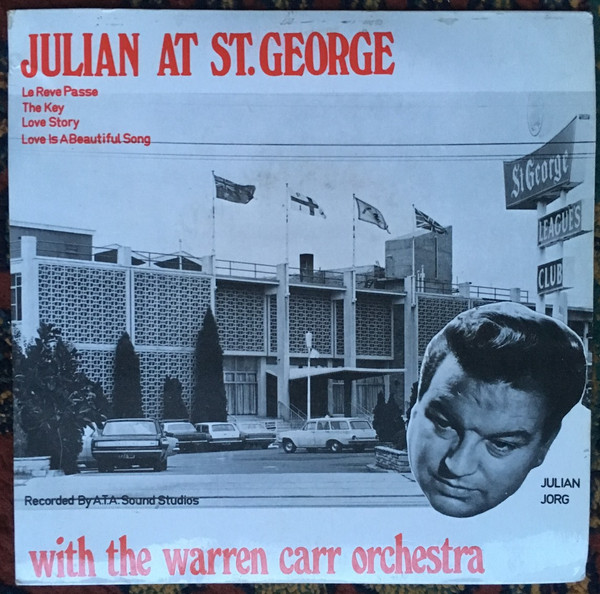 JULIAN AT ST. GEORGE
Le Reve Passe
The Key
Love Story
Love Is A Beautiful Song
St George
LEAGUES
CLUB
JULIAN
JORG
Recorded By A.T.A. Sound Studios
with the warren carr orchestra